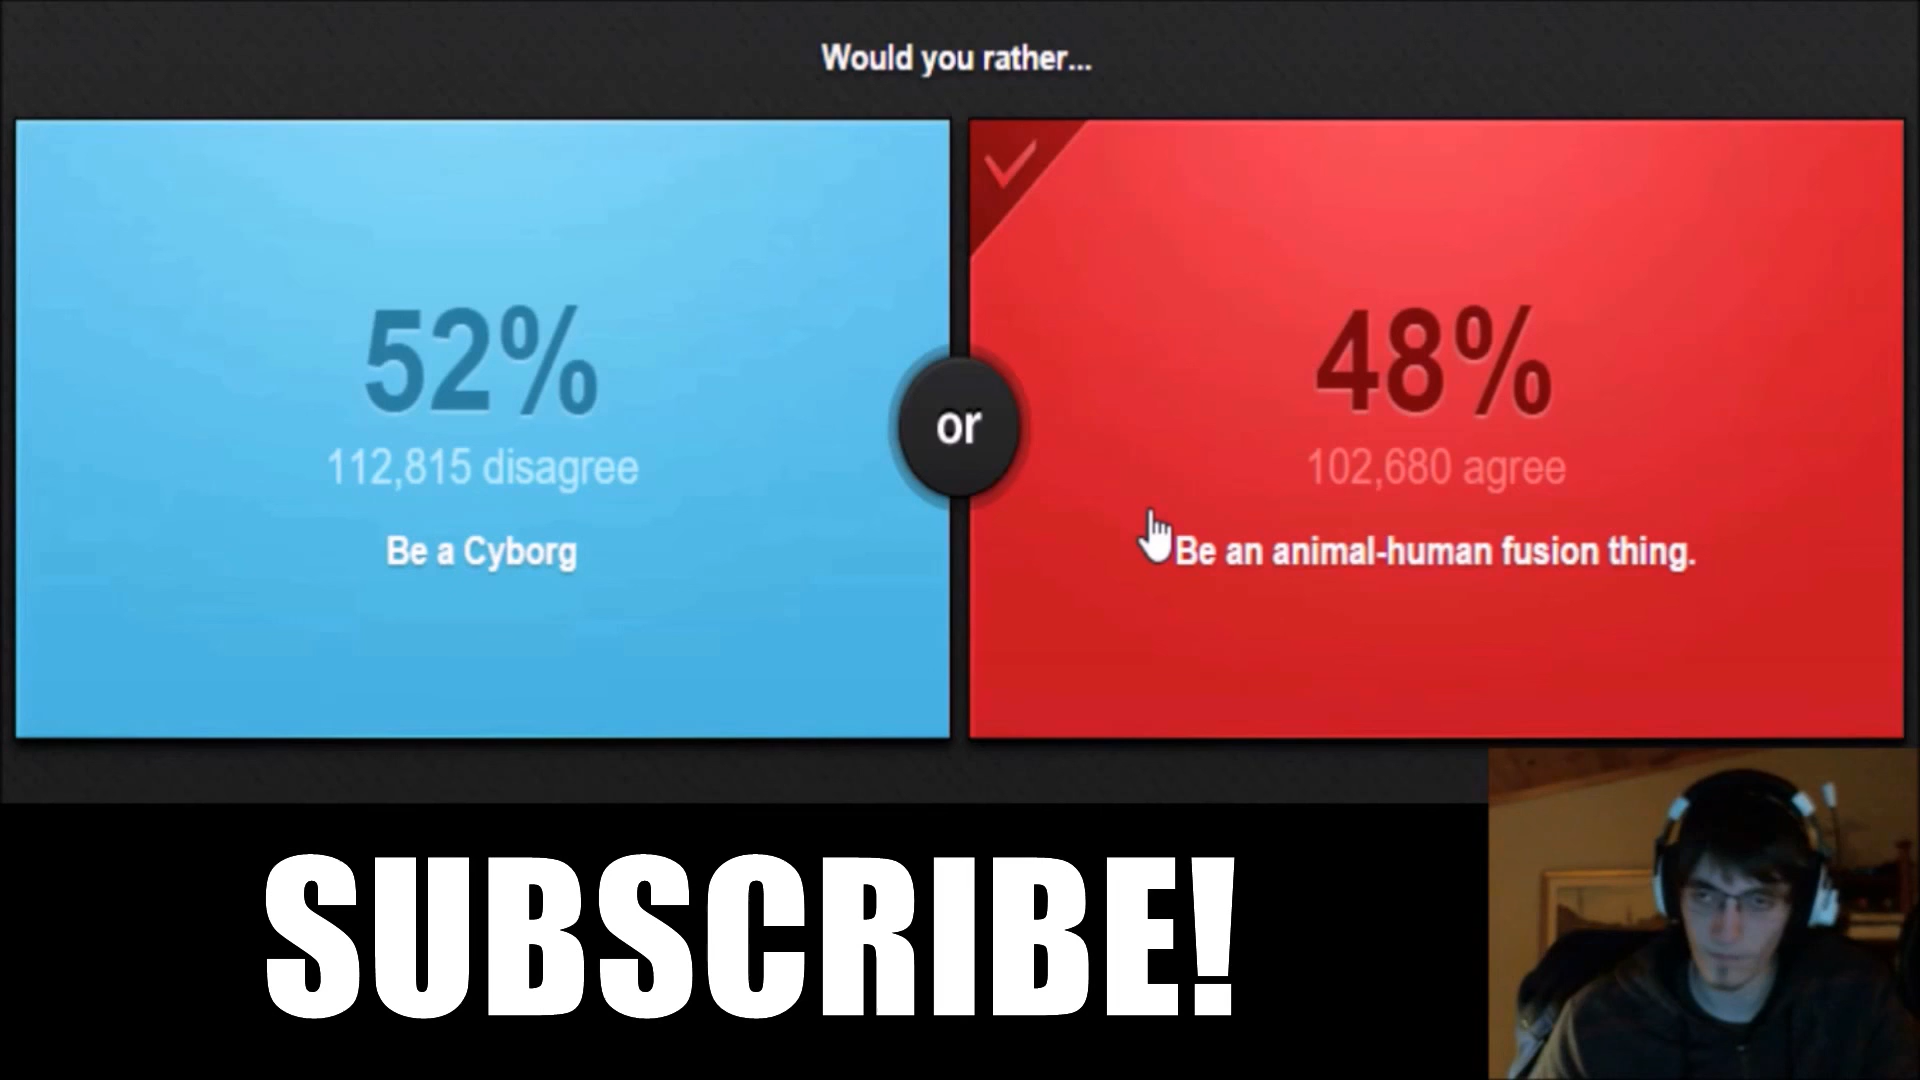 Would you rather...
52%
112,815 disagree
Be a Cyborg
or
48%
102,680 agree
Be an animal-human fusion thing.
SUBSCRIBE!